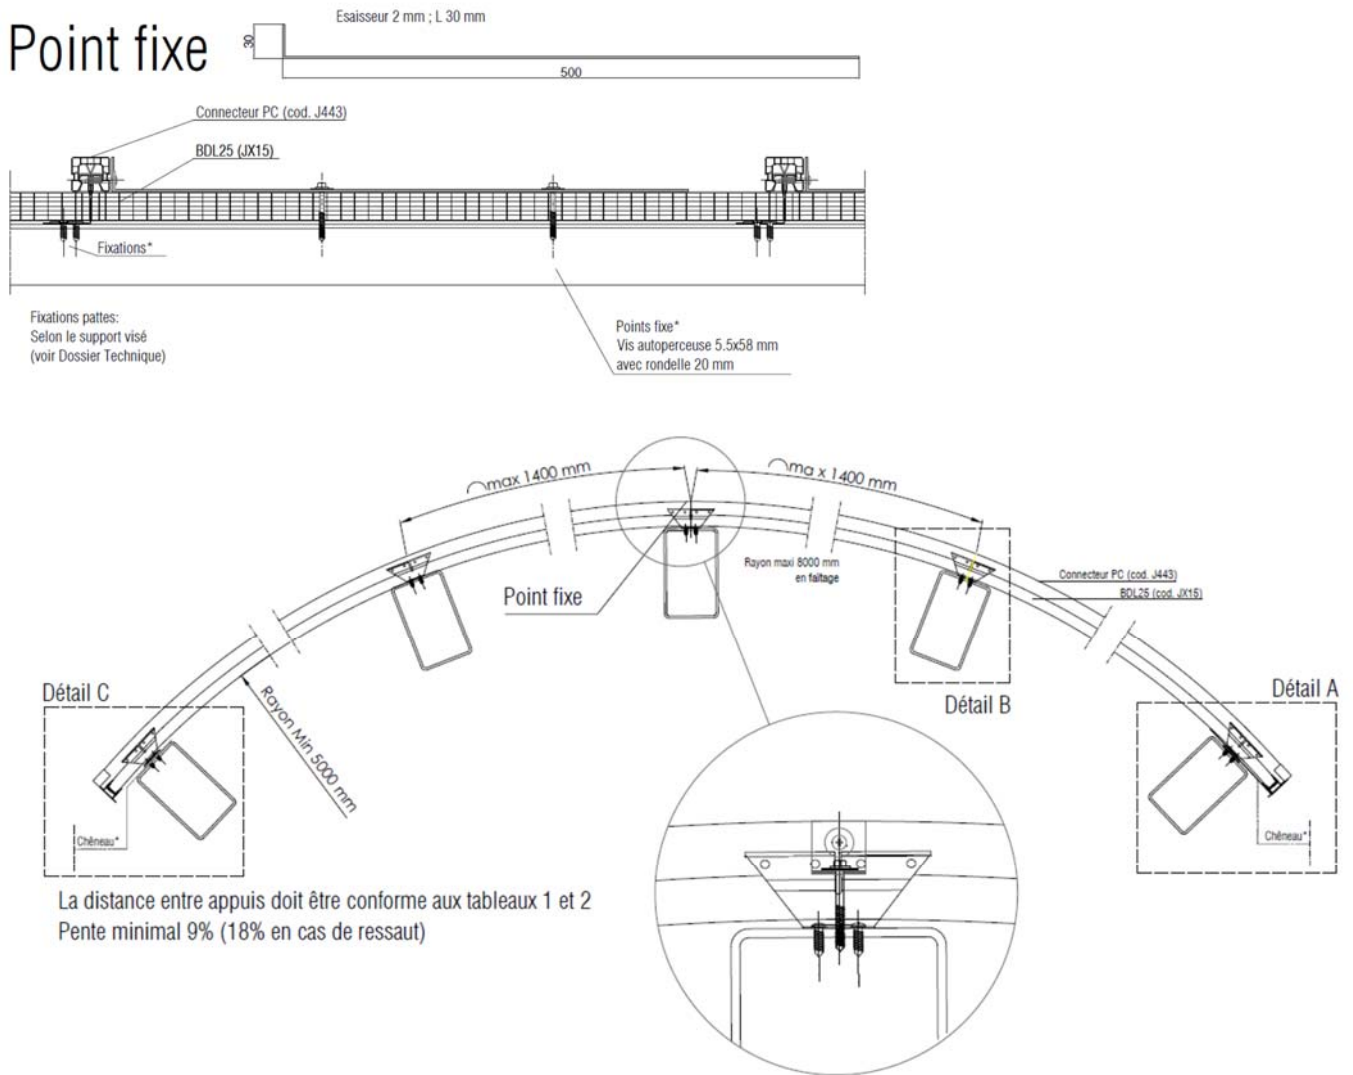 Esaisseur 2 mm ; L 30 mm
Point fixe
30
500
Connecteur PC (cod. J443)
BDL25 (JX15)
Fixations*
Fixations pattes:
Selon le support visé
(voir Dossier Technique)
Points fixe*
Vis autoperceuse 5.5x58 mm
avec rondelle 20 mm
max 1400 mm
max 1400 mm
Rayon maxi 8000 mm
en faîtage
Point fixe
Connecteur PC (cod. J443)
BDL25 (cod. JX15)
Détail C
Rayon Min 5000 mm
Détail B
Détail A
Chêneau*
Chêneau*
La distance entre appuis doit être conforme aux tableaux 1 et 2
Pente minimal 9% (18% en cas de ressaut)